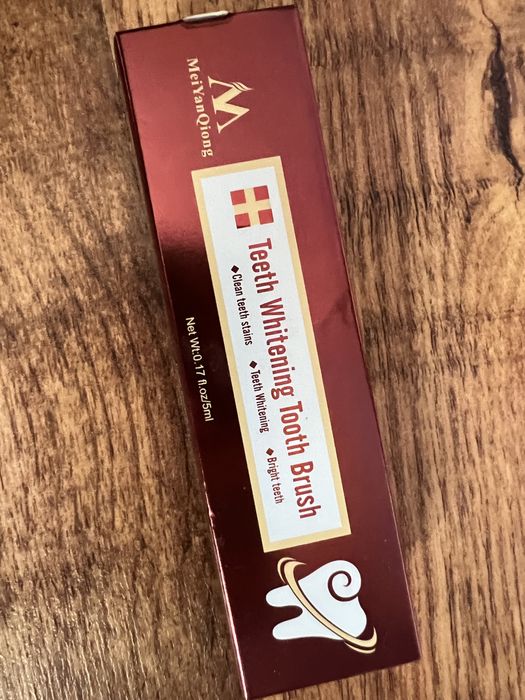 M
MeiYanQiong
Teeth Whitening Tooth Brush
◆Clean teeth stains ◆Teeth Whitening ◆Bright teeth
Net Wt:0.17 fl.oz/5ml